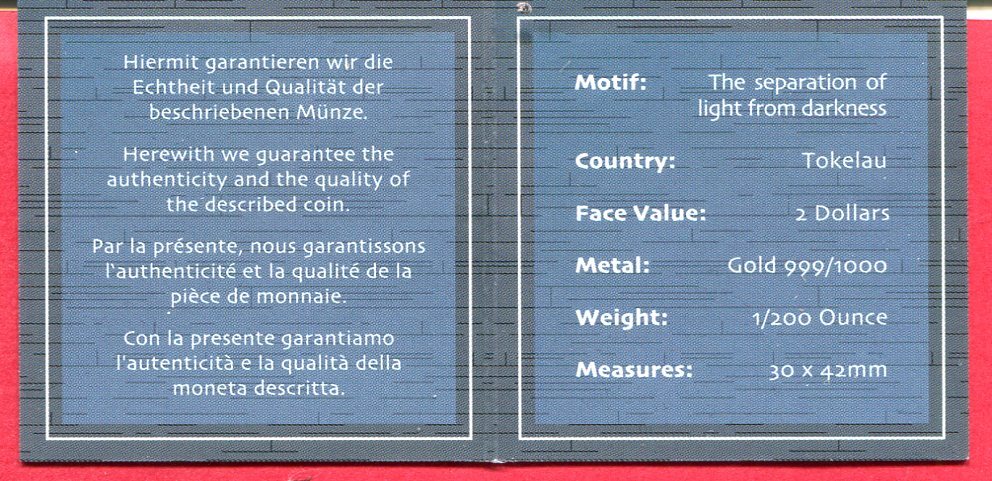 Hiermit garantieren wir die
Echtheit und Qualität der
beschriebenen Münze.
Herewith we guarantee the
authenticity and the quality of
the described coin.
Par la présente, nous garantissons
l'authenticité et la qualité de la
pièce de monnaie.
Con la presente garantiamo
l'autenticità e la qualità della
moneta descritta.
Motif: The separation of
light from darkness
Country: Tokelau
Face Value: 2 Dollars
Metal: Gold 999/1000
Weight: 1/200 Ounce
Measures: 30 x 42mm